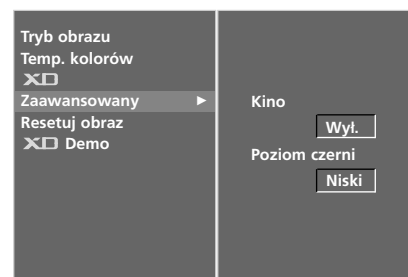 Tryb obrazu
Temp. kolorów
XD
Zaawansowany ►
Resetuj obraz
XD Demo
Kino
Wył.
Poziom czerni
Niski